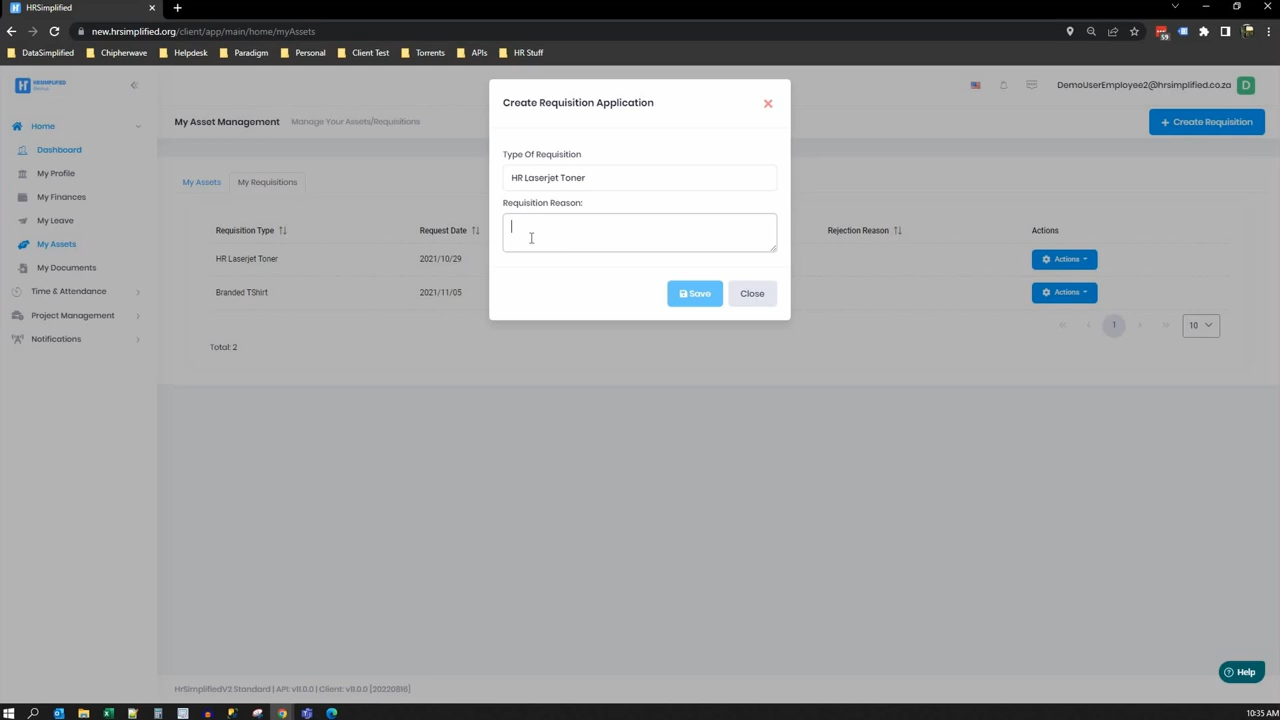 HRSimplified
new.hrsimplified.org/client/app/main/home/myAssets
59
DataSimplified
Chipherwave
Helpdesk
Paradigm
Personal
Client Test
Torrents
APIs
HR Stuff
HRSIMPLIFIED
Create Requisition Application
DemoUserEmployee2@hrsimplified.co.za
D
Home
My Asset Management
Manage Your Assets/Requisitions
+ Create Requisition
Dashboard
My Profile
My Finances
My Leave
My Assets
My Documents
Time & Attendance
Project Management
Notifications
My Assets
My Requisitions
Type Of Requisition
HR Laserjet Toner
Requisition Reason:
Save
Close
Requisition Type
Request Date
Rejection Reason
Actions
HR Laserjet Toner
2021/10/29
Actions
Branded TShirt
2021/11/05
Actions
1
10
Total: 2
Help
HrSimplifiedV2 Standard | API: v11.0.0 | Client: v11.0.0 [20220816]
10:35 AM